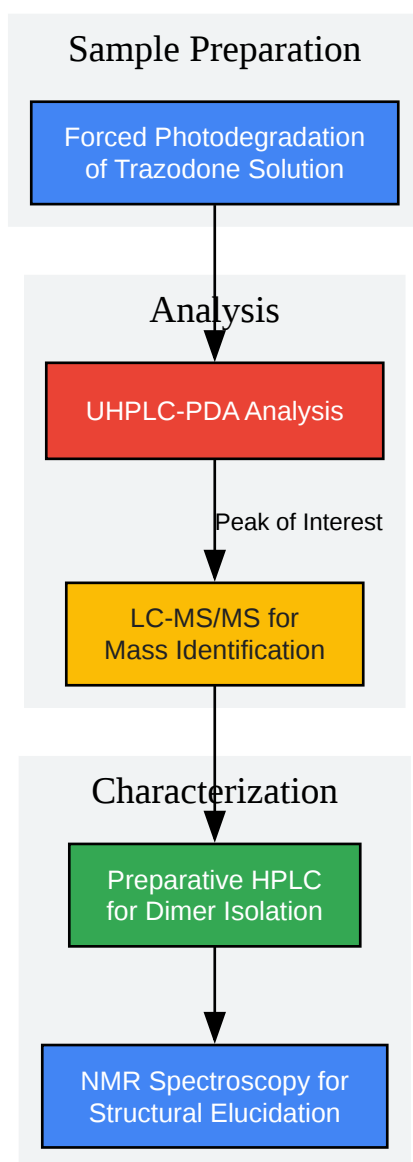 Sample Preparation
Forced Photodegradation
of Trazodone Solution
Analysis
UHPLC-PDA Analysis
Peak of Interest
LC-MS/MS for
Mass Identification
Characterization
Preparative HPLC
for Dimer Isolation
NMR Spectroscopy for
Structural Elucidation